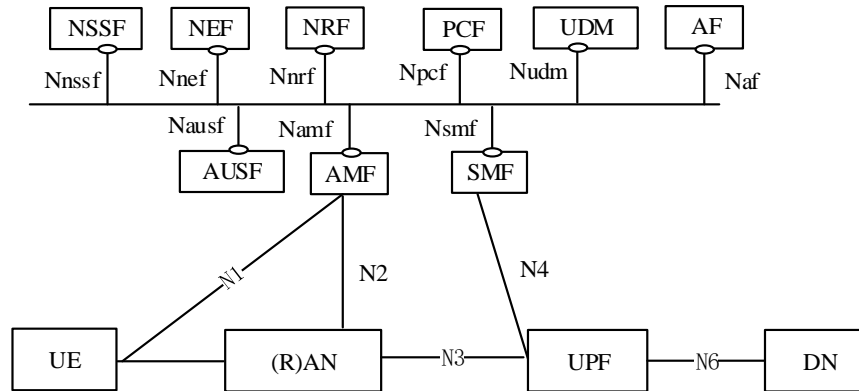 NSSF NEF NRF PCF UDM AF
Nnssf Nnef Nnrf Npcf Nudm Naf
Nausf Namf Nsmf
AUSF AMF SMF
N1 N2 N4
UE (R)AN N3 UPF N6 DN